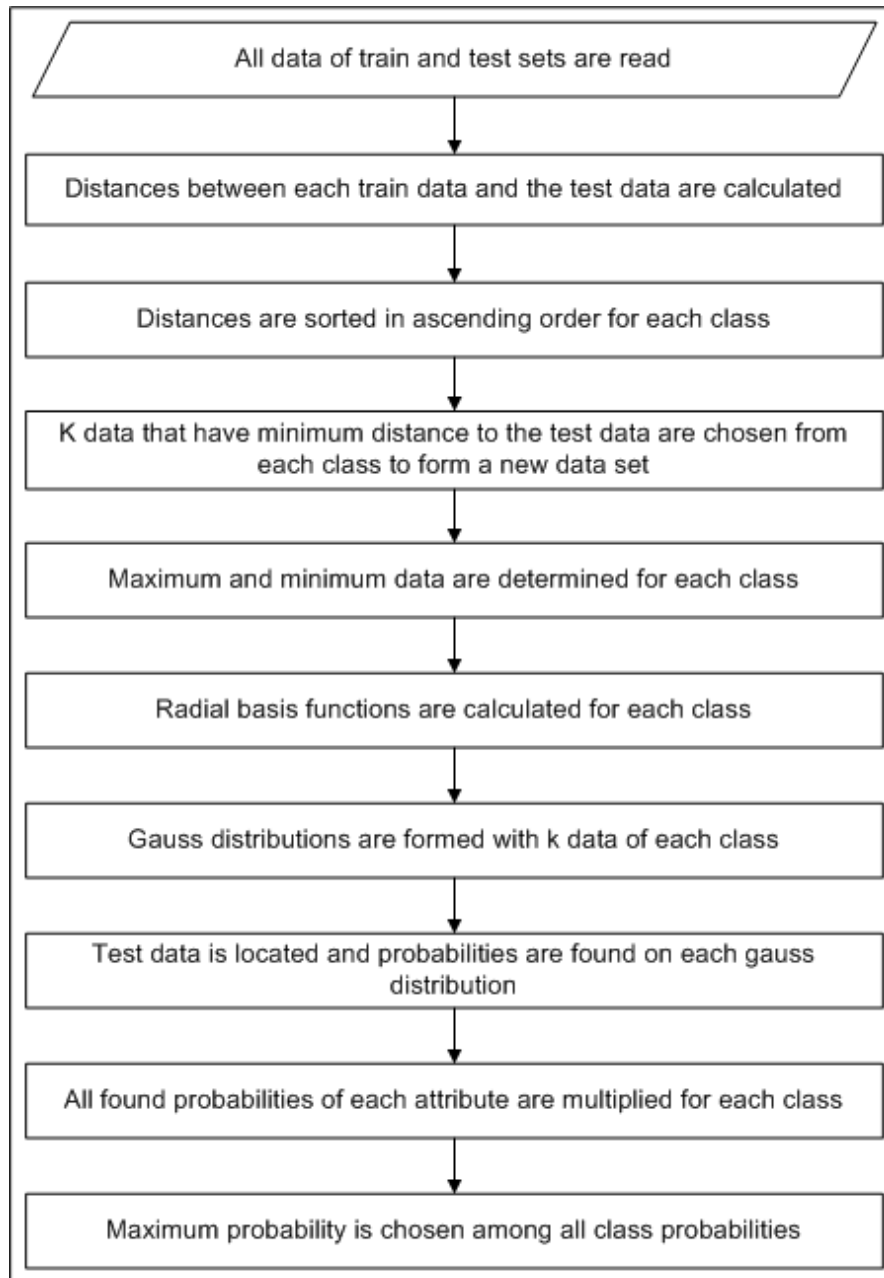 All data of train and test sets are read
Distances between each train data and the test data are calculated
Distances are sorted in ascending order for each class
K data that have minimum distance to the test data are chosen from
each class to form a new data set
Maximum and minimum data are determined for each class
Radial basis functions are calculated for each class
Gauss distributions are formed with k data of each class
Test data is located and probabilities are found on each gauss
distribution
All found probabilities of each attribute are multiplied for each class
Maximum probability is chosen among all class probabilities